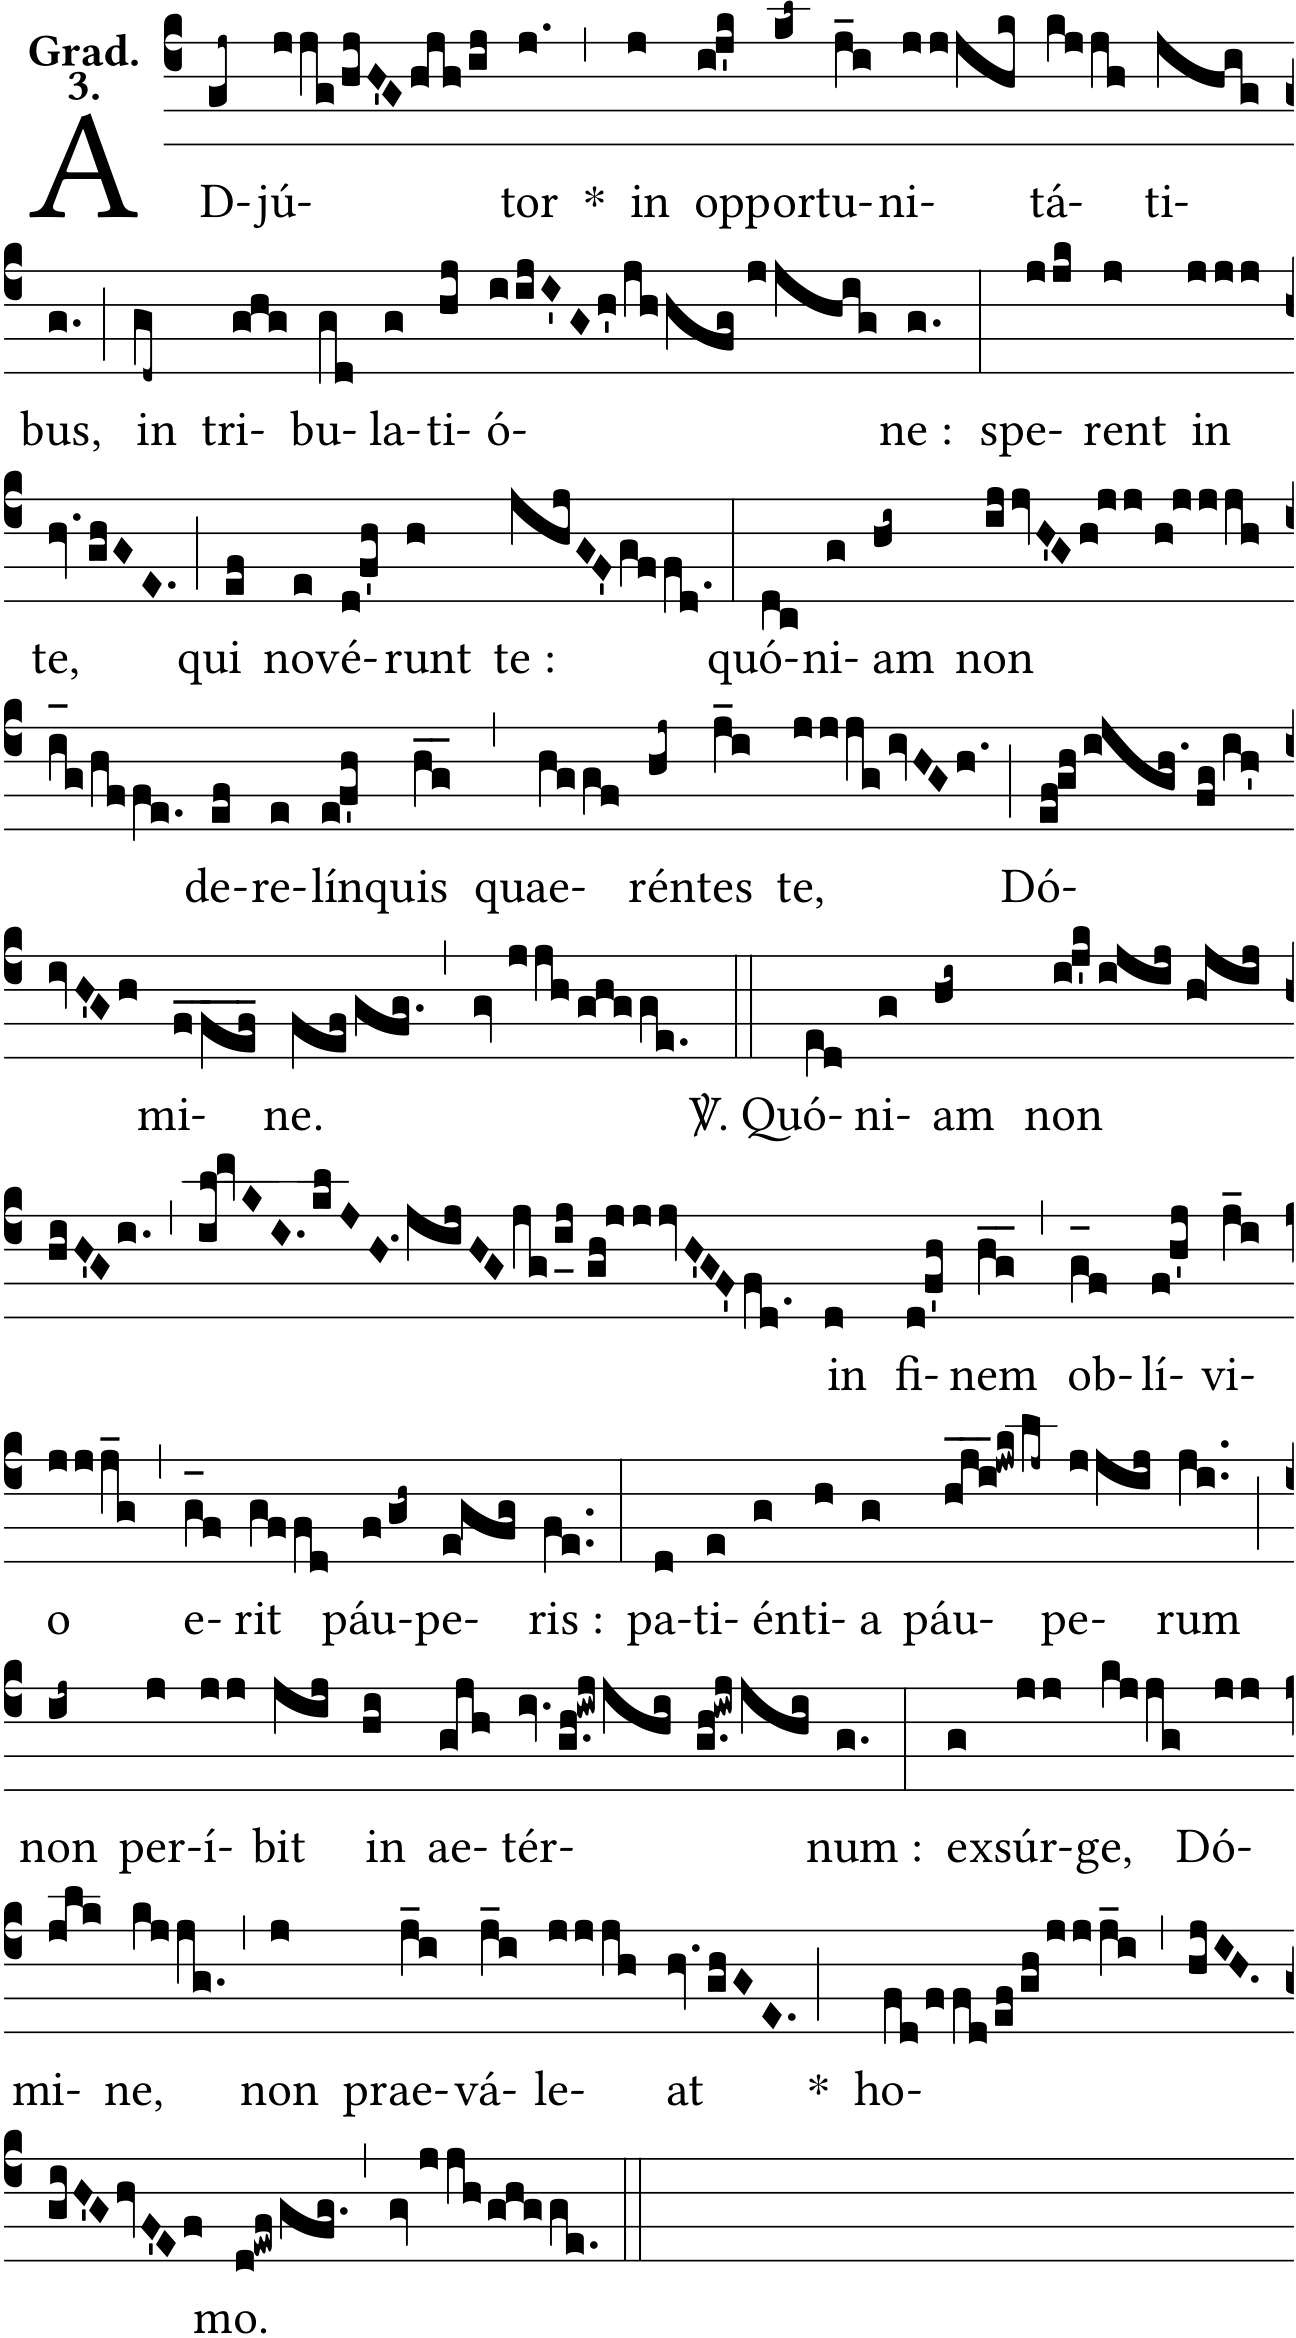 Grad.
3.
AD-jú- tor * in opportu-ni- tá- ti-
bus, in tri- bu- la-ti- ó- ne : spe- rent in
te, qui nové-runt te : quó-ni- am non
de-re-línquis quae- réntes te, Dó-
mi- ne. ℣. Quó- ni- am non
in fi-nem ob-lí- vi-
o e- rit páu-pe- ris : pa-ti- énti- a páu- pe- rum
non per-í- bit in ae- tér- num : exsúr-ge, Dó-
mi- ne, non prae-vá- le- at * ho-
mo.